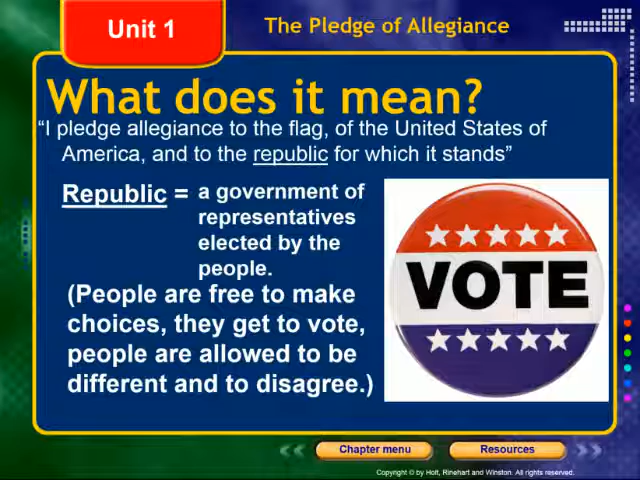 Unit 1
The Pledge of Allegiance
What does it mean?
“I pledge allegiance to the flag, of the United States of
America, and to the republic for which it stands”
Republic = a government of
representatives
elected by the
people.
(People are free to make
choices, they get to vote,
people are allowed to be
different and to disagree.)
VOTE
Chapter menu
Resources
Copyright © by Holt, Rinehart and Winston. All rights reserved.